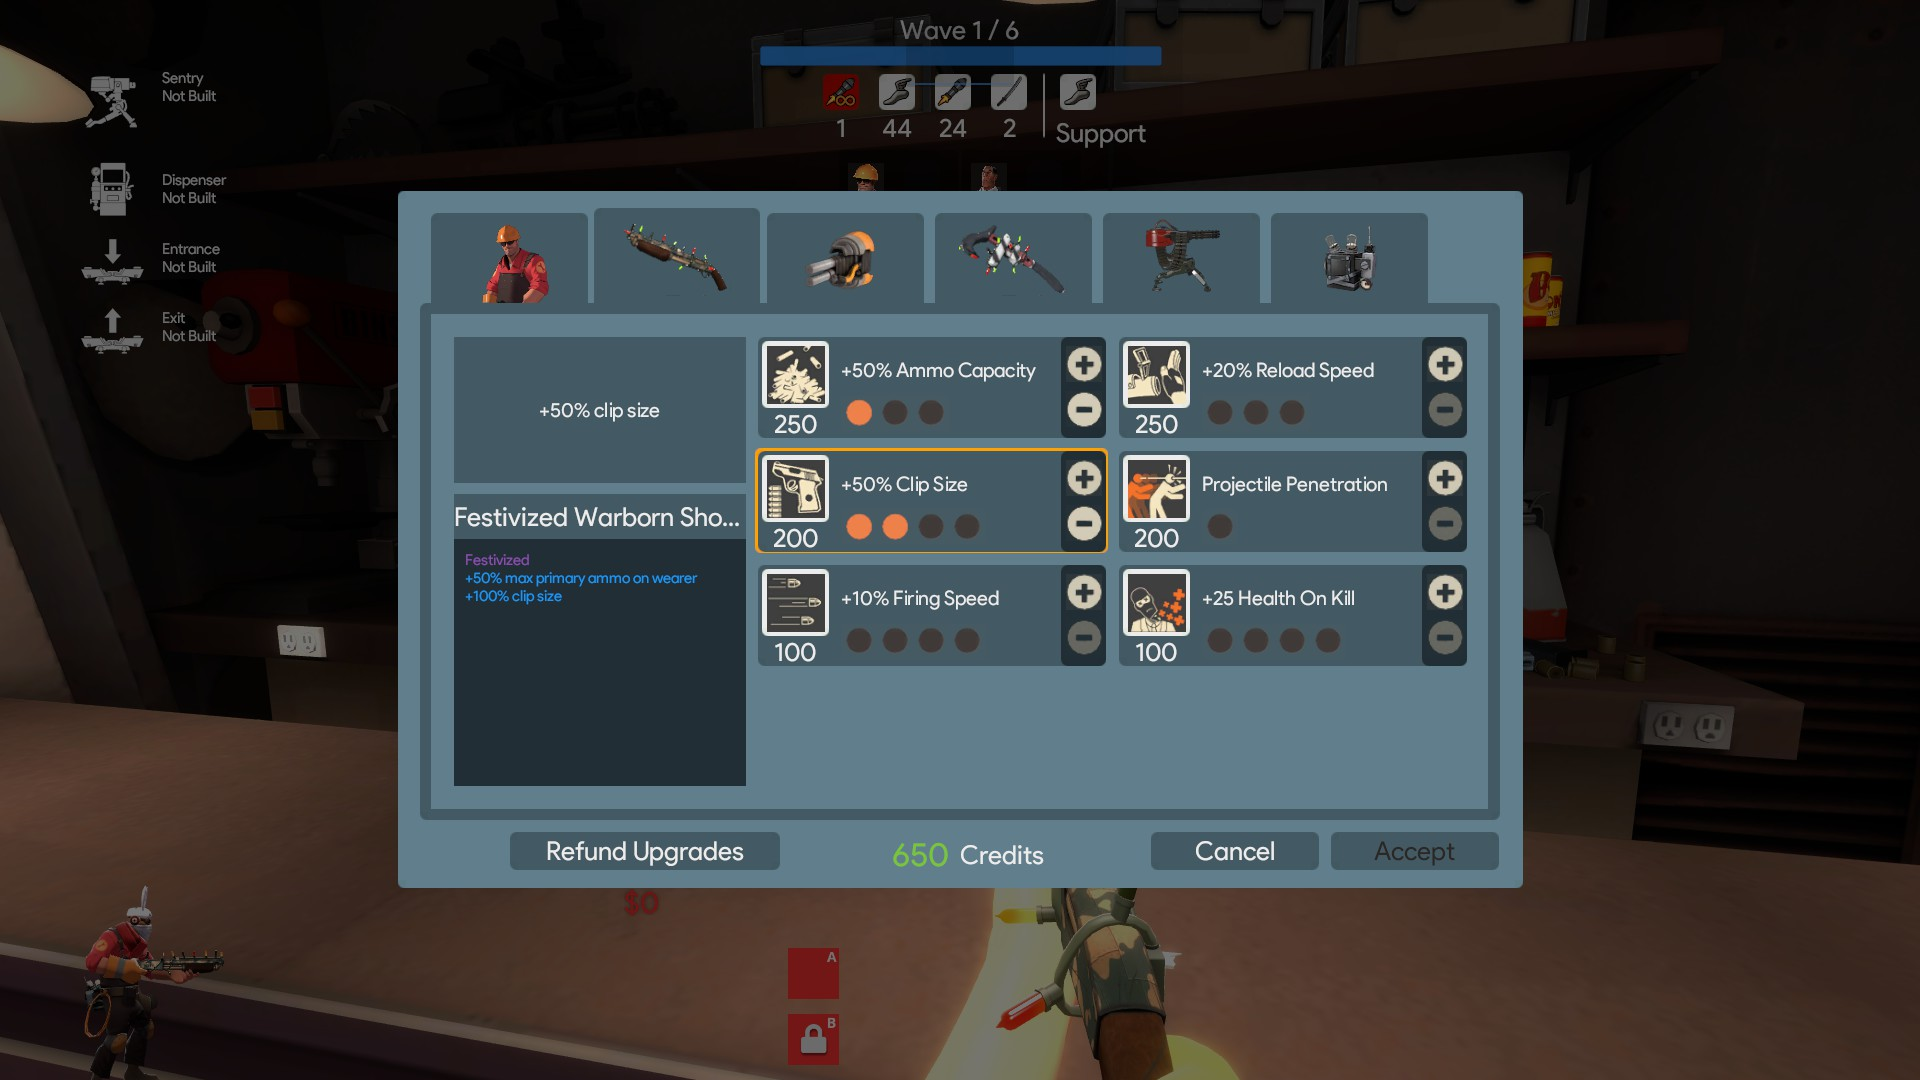 Wave 1 / 6
1
44
24
2
Support
Sentry
Not Built
Dispenser
Not Built
Entrance
Not Built
Exit
Not Built
+50% clip size
Festivized Warborn Sho...
Festivized
+50% max primary ammo on wearer
+100% clip size
+50% Ammo Capacity
250
+20% Reload Speed
250
+50% Clip Size
200
Projectile Penetration
200
+10% Firing Speed
100
+25 Health On Kill
100
Refund Upgrades
650 Credits
Cancel
Accept
$0
A
B